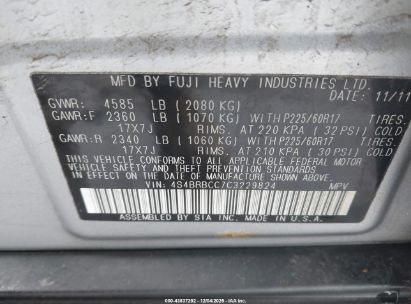 MFD BY FUJI HEAVY INDUSTRIES LTD.
DATE: 11/11
GVWR: 4585 LB (2080 KG)
GAWR:F 2360 LB (1070 KG) WITH P225/60R17 TIRES.
17X7J RIMS. AT 220 KPA (32 PSI) COLD
GAWR:R 2340 LB (1060 KG) WITH P225/60R17 TIRES.
17X7J RIMS. AT 210 KPA (30 PSI) COLD
THIS VEHICLE CONFORMS TO ALL APPLICABLE FEDERAL MOTOR
VEHICLE SAFETY AND THEFT PREVENTION STANDARDS
IN EFFECT ON THE DATE OF MANUFACTURE SHOWN ABOVE.
VIN: 4S4BRBCC7C3229824 MPV
ASSEMBLED BY SIA INC. IN U.S.A.